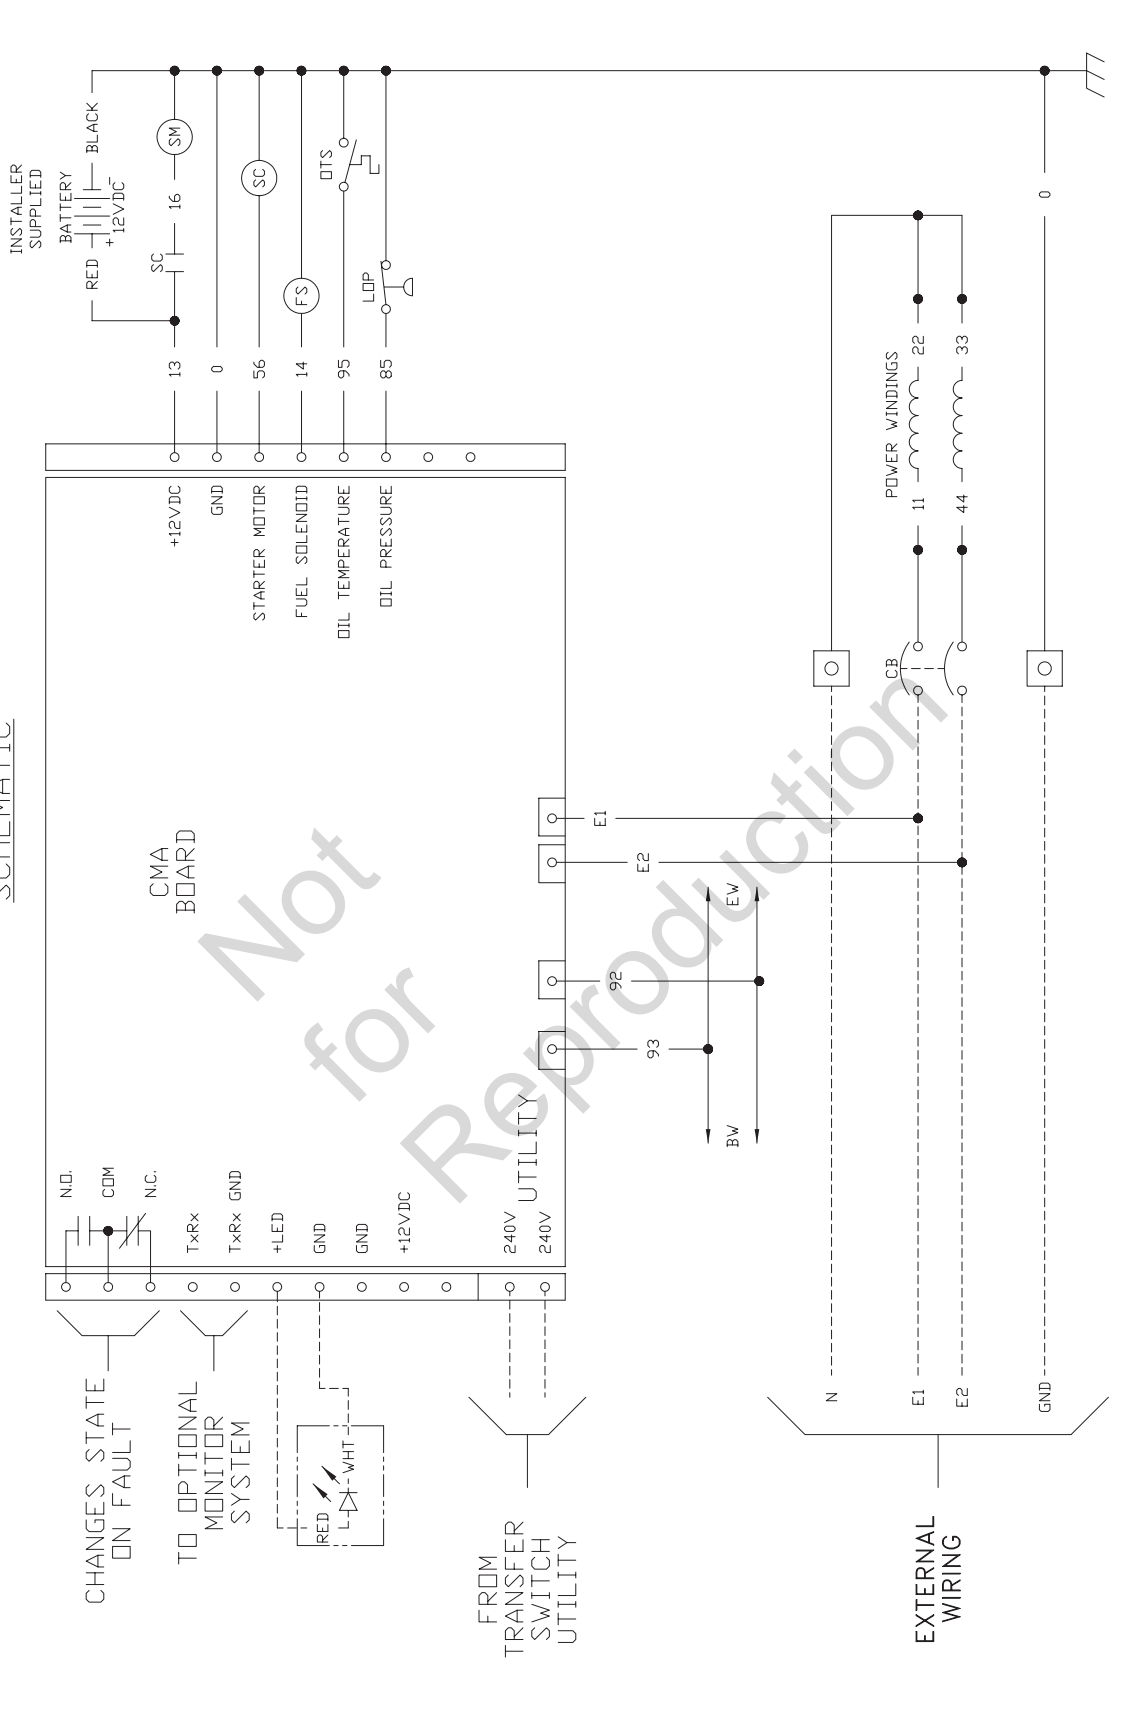 SCHEMATIC
INSTALLER
SUPPLIED
BATTERY
+ 12VDC -
RED
BLACK
SC
16
SM
13
0
56
SC
14
FS
95
OTS
85
LOP
CMA
BOARD
+12VDC
GND
STARTER MOTOR
FUEL SOLENOID
OIL TEMPERATURE
OIL PRESSURE
N.O.
COM
N.C.
TxRx
TxRx GND
+LED
GND
GND
+12VDC
240V
240V
UTILITY
CHANGES STATE
ON FAULT
TO OPTIONAL
MONITOR
SYSTEM
RED
WHT
FROM
TRANSFER
SWITCH
UTILITY
93
92
E2
E1
BW
EW
POWER WINDINGS
11
22
44
33
CB
0
N
E1
E2
GND
EXTERNAL
WIRING
Not
for
Reproduction